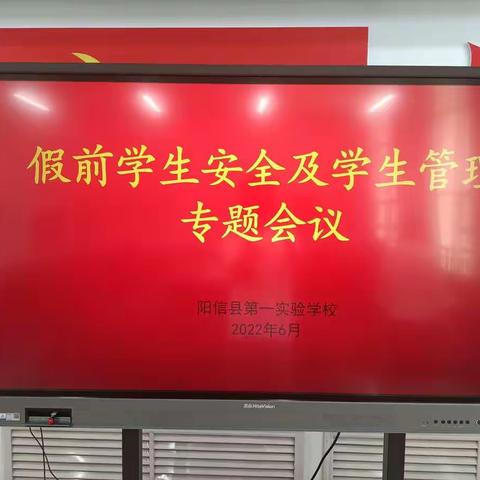 假前学生安全及学生管理
专题会议
阳信县第一实验学校
2022年6月
HiteVision